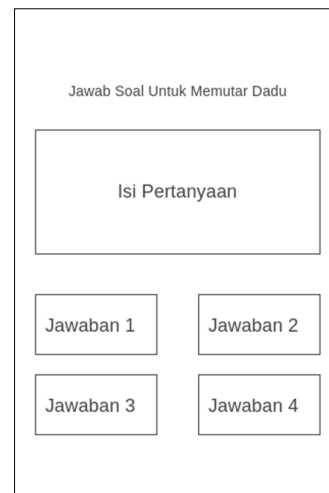 Jawab Soal Untuk Memutar Dadu
Isi Pertanyaan
Jawaban 1
Jawaban 2
Jawaban 3
Jawaban 4